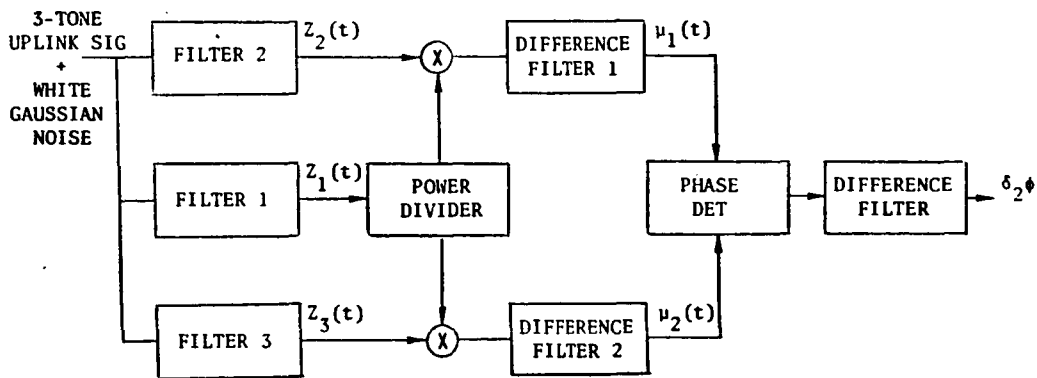 3-TONE
UPLINK SIG
+
WHITE
GAUSSIAN
NOISE
FILTER 2
Z₂(t)
X
DIFFERENCE
FILTER 1
μ₁(t)
FILTER 1
Z₁(t)
POWER
DIVIDER
PHASE
DET
DIFFERENCE
FILTER
δ₂φ
FILTER 3
Z₃(t)
X
DIFFERENCE
FILTER 2
μ₂(t)